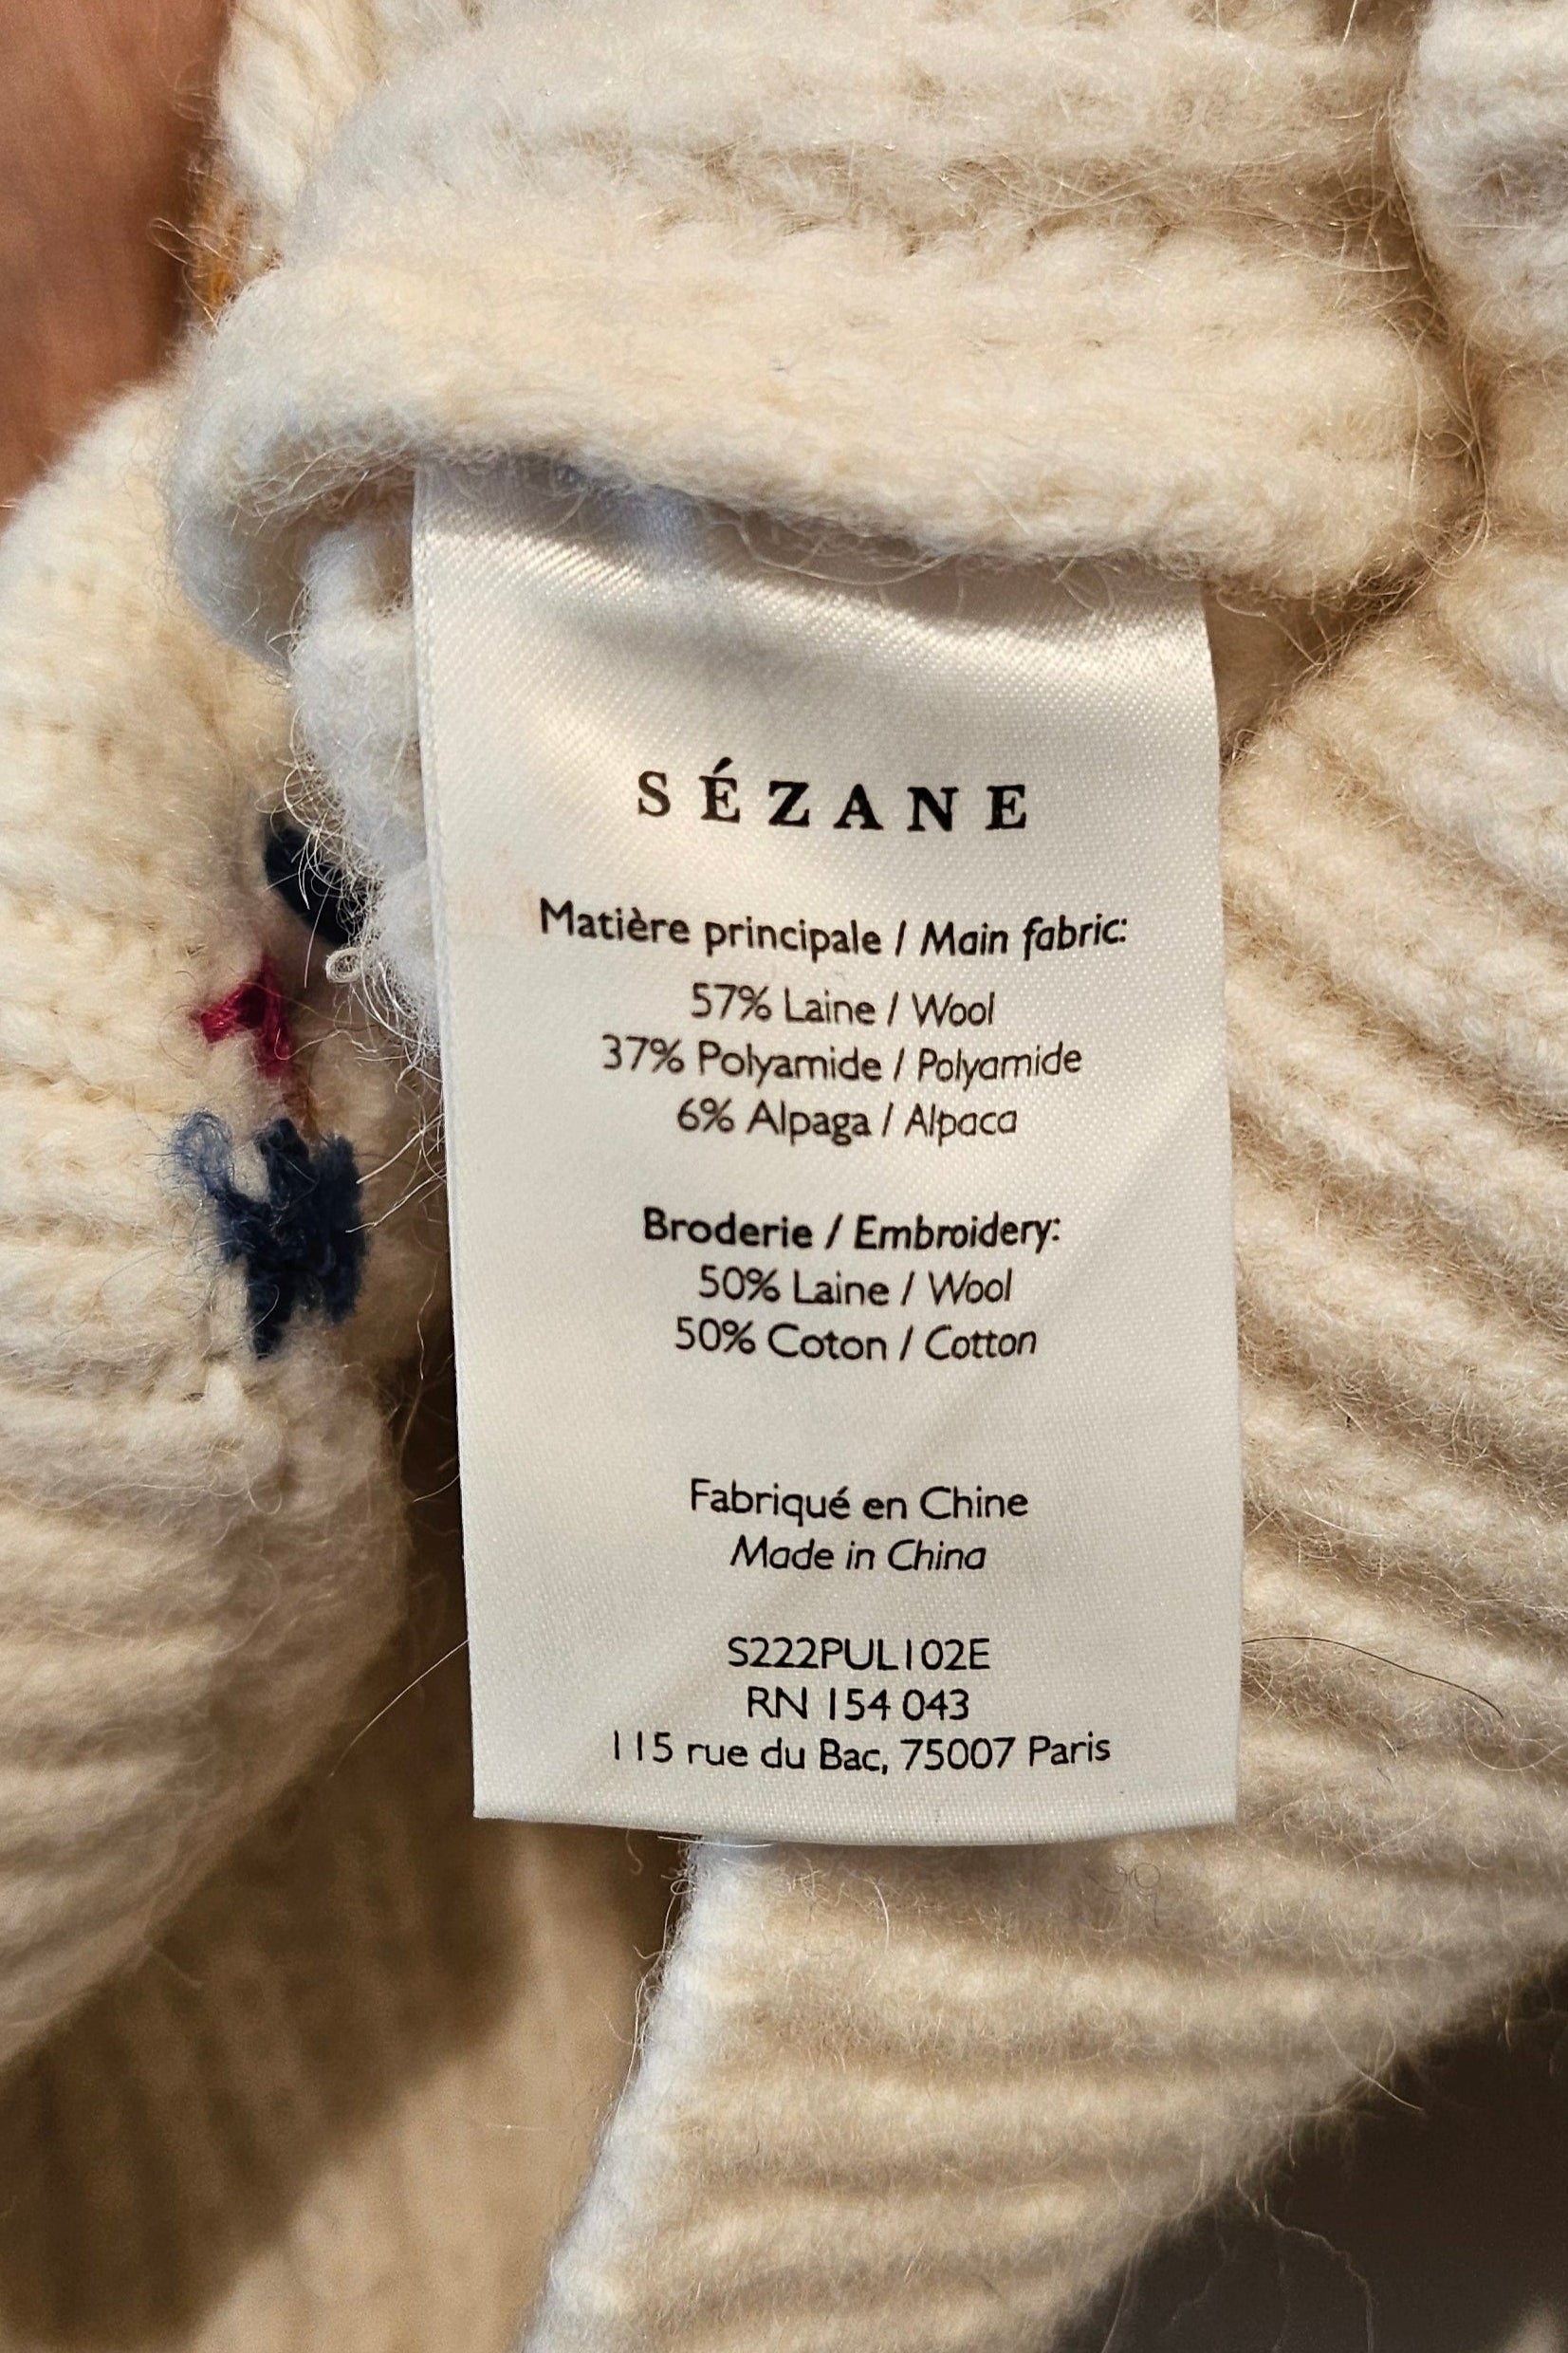 SÉZANE
Matière principale / Main fabric:
57% Laine / Wool
37% Polyamide / Polyamide
6% Alpaga / Alpaca
Broderie / Embroidery:
50% Laine / Wool
50% Coton / Cotton
Fabriqué en Chine
Made in China
S222PUL102E
RN 154 043
115 rue du Bac, 75007 Paris